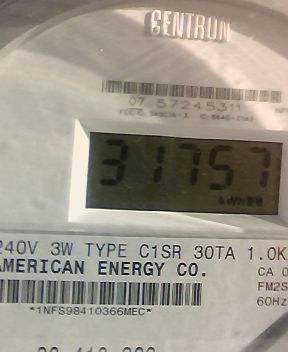 CENTRON
07 57245311
31757
kWh
240V 3W TYPE C1SR 30TA 1.0K
AMERICAN ENERGY CO.
CA 0
FM2S
60Hz
*1NFS98410366MEC*